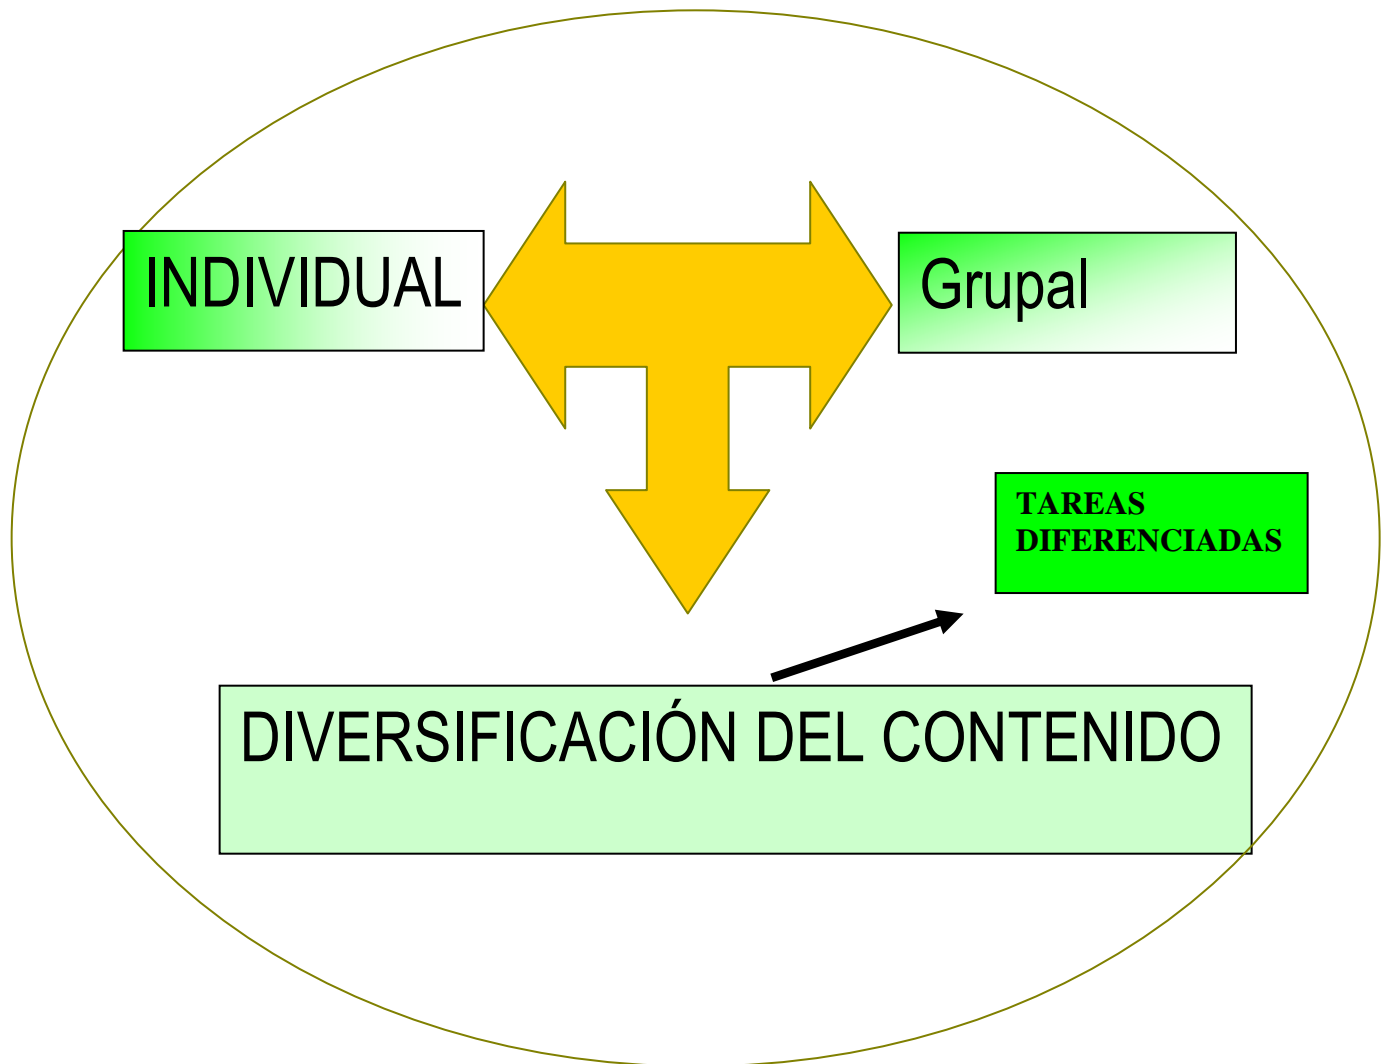 INDIVIDUAL
Grupal
TAREAS
DIFERENCIADAS
DIVERSIFICACIÓN DEL CONTENIDO